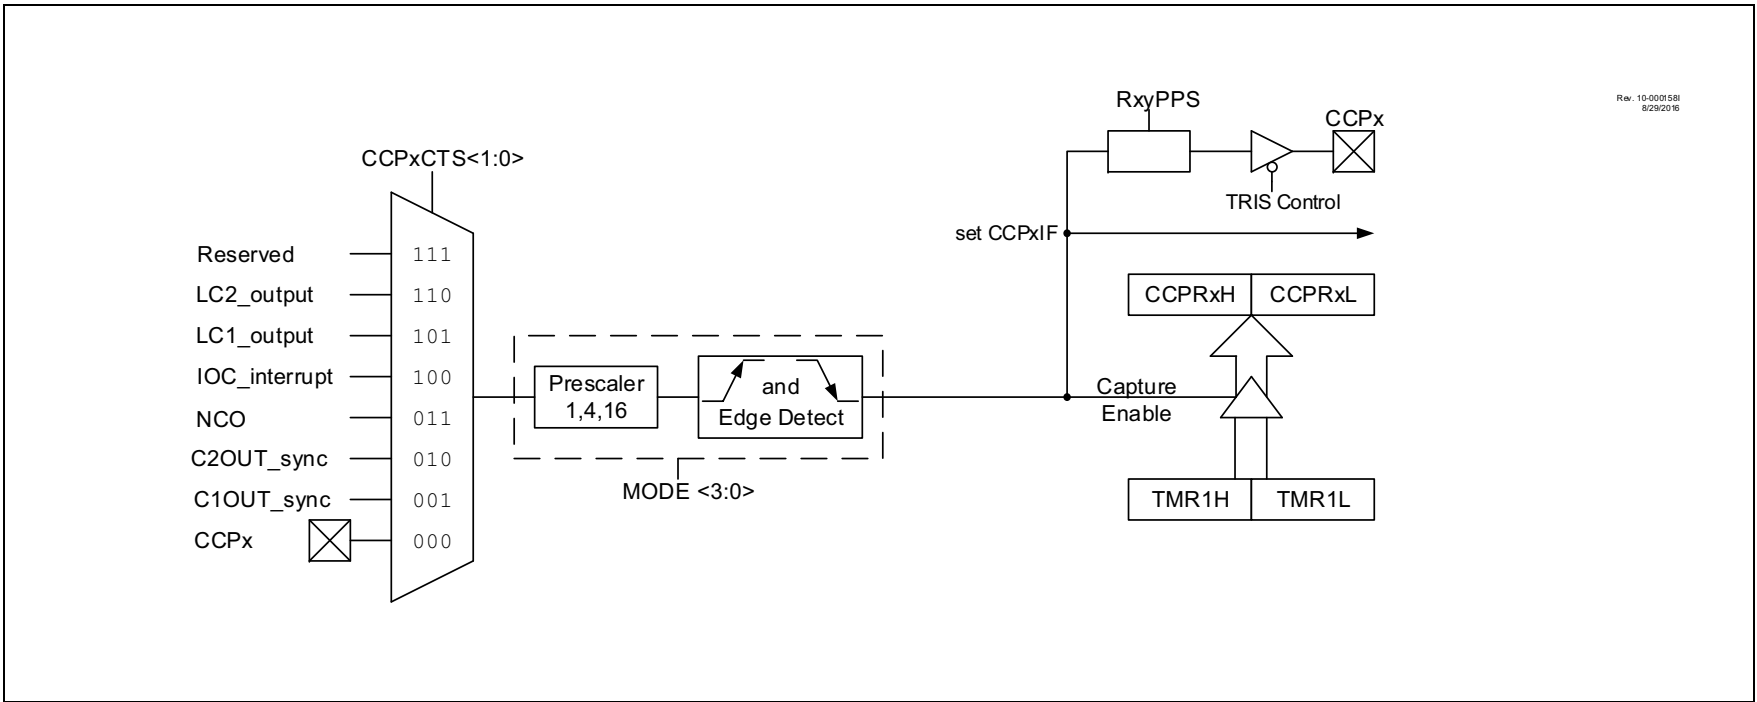 RxyPPS
CCPx
Rev. 10-000158I
8/29/2016
CCPxCTS<1:0>
TRIS Control
set CCPxIF
Reserved 111
LC2_output 110
LC1_output 101
IOC_interrupt 100
NCO 011
C2OUT_sync 010
C1OUT_sync 001
CCPx 000
Prescaler
1,4,16
and
Edge Detect
MODE <3:0>
CCPRxH CCPRxL
Capture
Enable
TMR1H TMR1L